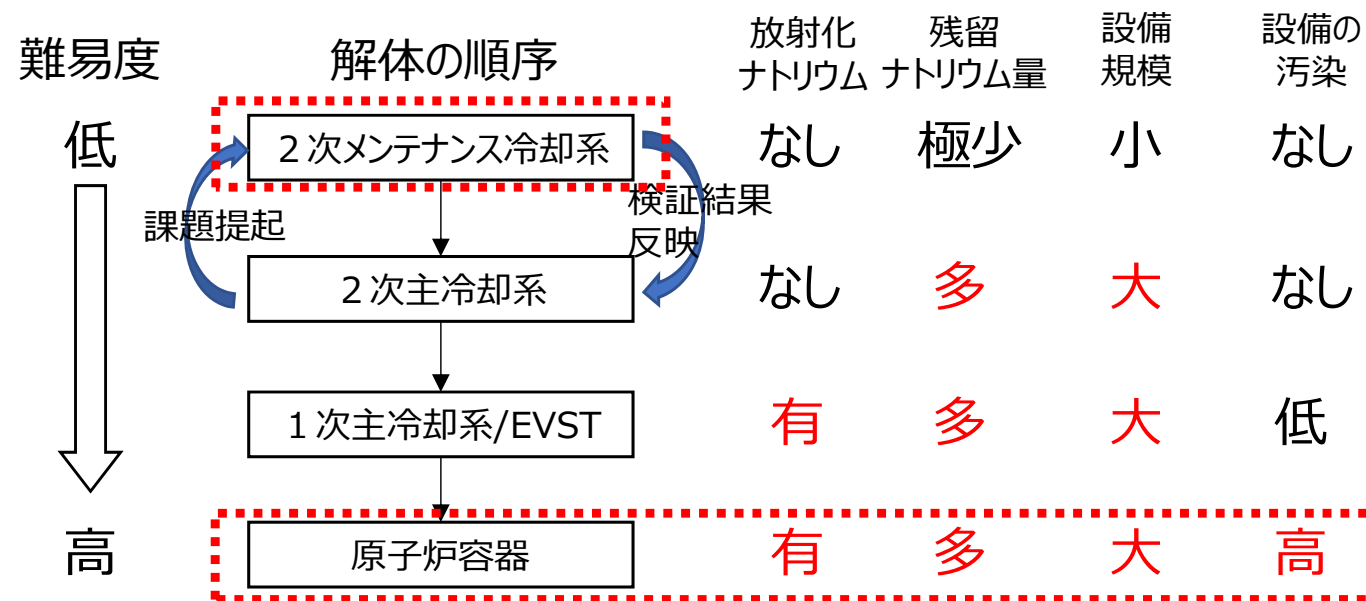 難易度
解体の順序
放射化
ナトリウム
残留
ナトリウム量
設備
規模
設備の
汚染
低
２次メンテナンス冷却系
なし
極少
小
なし
課題提起
検証結果
反映
２次主冷却系
なし
多
大
なし
１次主冷却系/EVST
有
多
大
低
高
原子炉容器
有
多
大
高